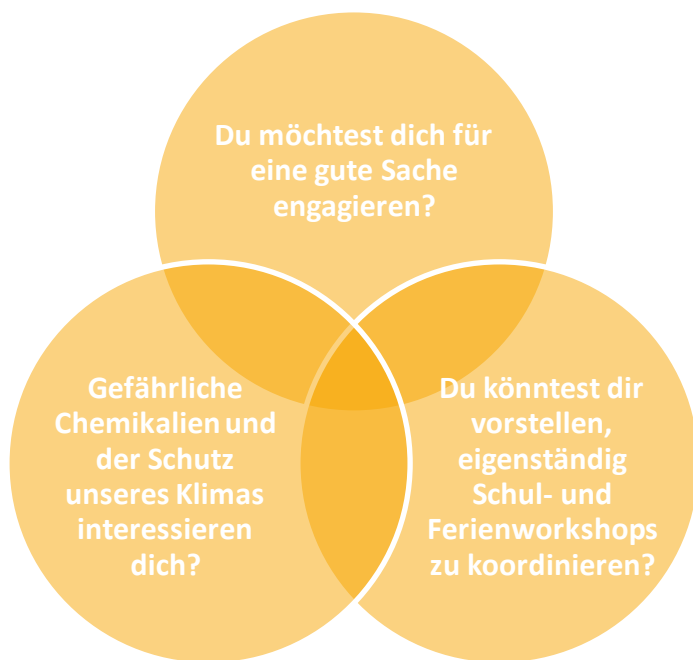 Du möchtest dich für
eine gute Sache
engagieren?
Gefährliche
Chemikalien und
der Schutz
unseres Klimas
interessieren
dich?
Du könntest dir
vorstellen,
eigenständig
Schul- und
Ferienworkshops
zu koordinieren?